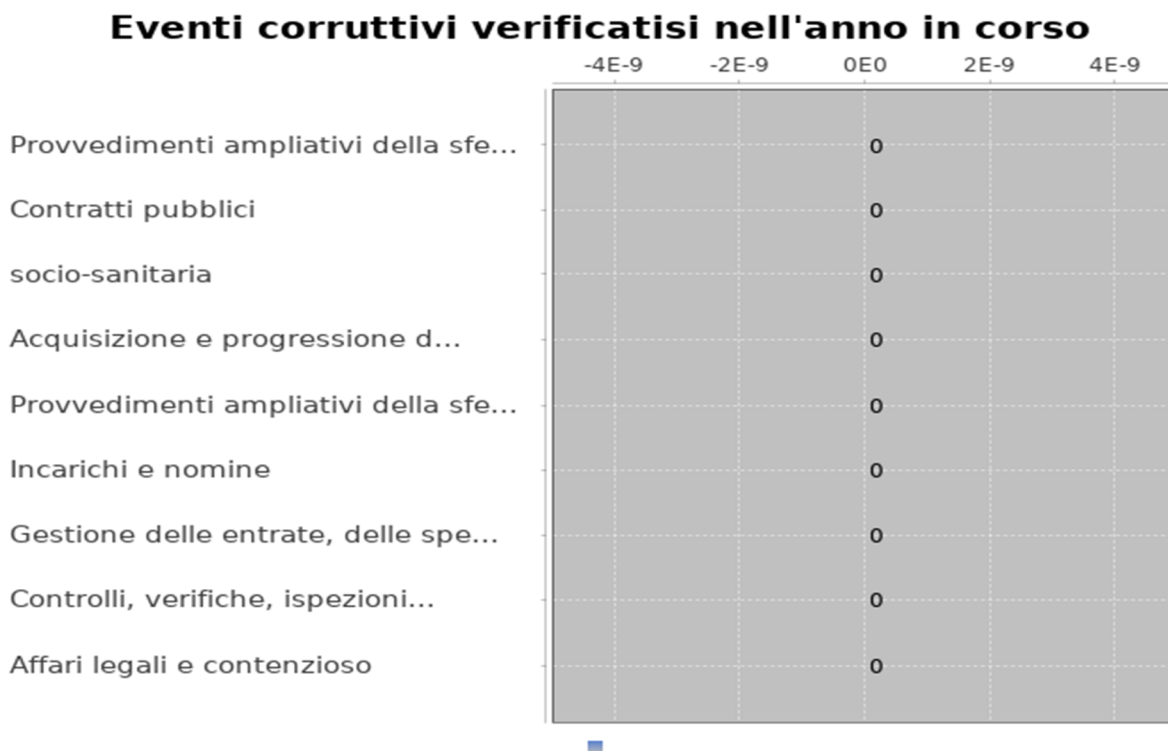 Eventi corruttivi verificatisi nell'anno in corso
-4E-9 -2E-9 0E0 2E-9 4E-9
Provvedimenti ampliativi della sfe... 0
Contratti pubblici 0
socio-sanitaria 0
Acquisizione e progressione d... 0
Provvedimenti ampliativi della sfe... 0
Incarichi e nomine 0
Gestione delle entrate, delle spe... 0
Controlli, verifiche, ispezioni... 0
Affari legali e contenzioso 0